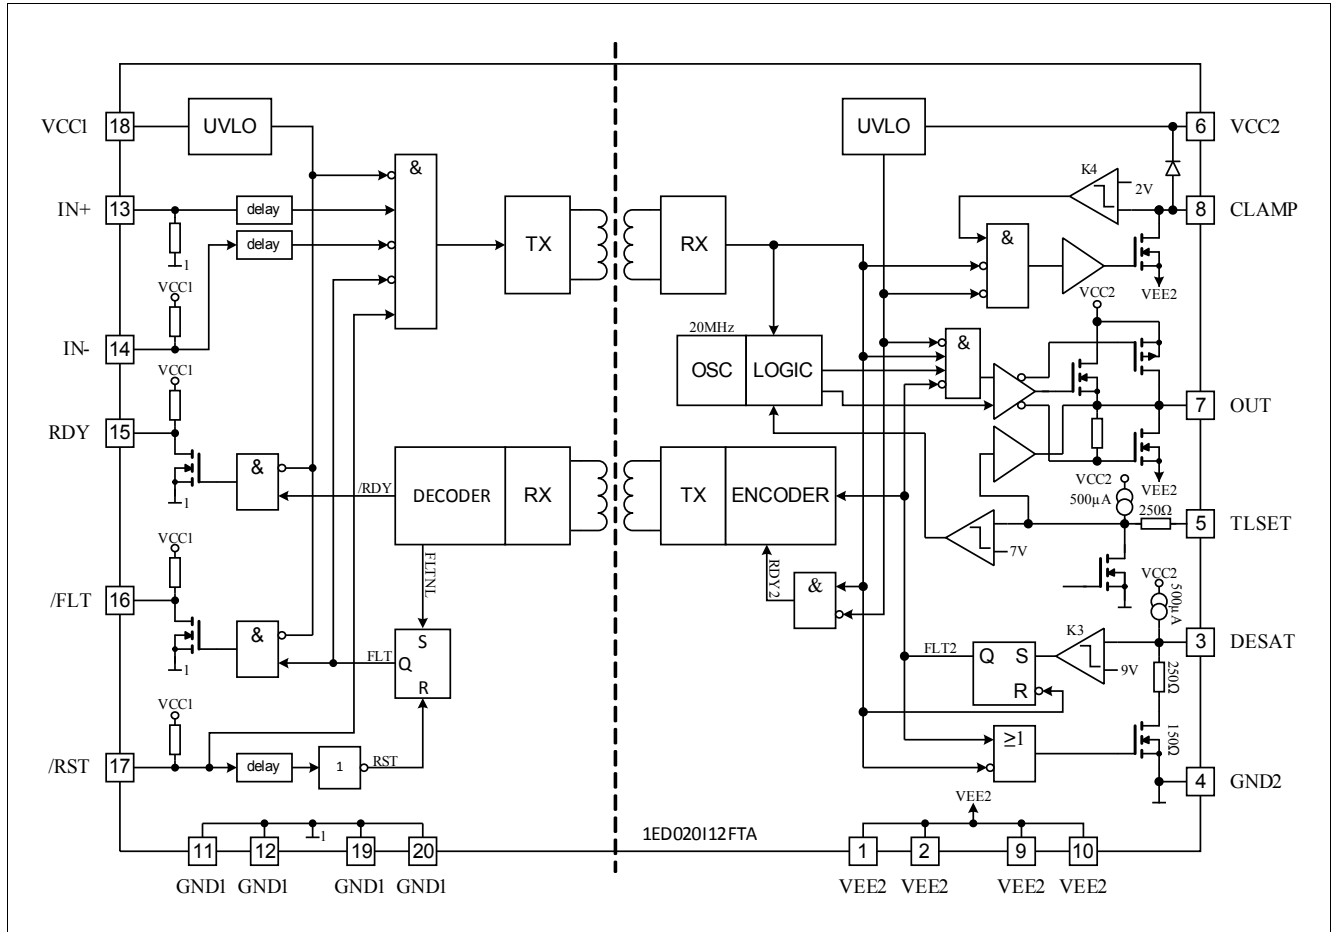 VCC1
18
UVLO
IN+
13
delay
delay
1
VCC1
IN-
14
&
TX
VCC1
RDY
15
&
1
/RDY
DECODER
RX
FLTNL
VCC1
/FLT
16
&
1
FLT
S
Q
R
VCC1
/RST
17
delay
1
RST
11
12
19
20
1
GND1
GND1
GND1
GND1
UVLO
6
VCC2
K4
2V
8
CLAMP
RX
&
VEE2
VCC2
20MHz
OSC
LOGIC
&
7
OUT
VEE2
TX
ENCODER
VCC2
500µA
250Ω
5
TLSET
7V
RDY2
&
VCC2
500µA
K3
9V
3
DESAT
FLT2
Q
S
R
250Ω
150Ω
≥1
4
GND2
VEE2
1ED020I12FTA
1
2
9
10
VEE2
VEE2
VEE2
VEE2